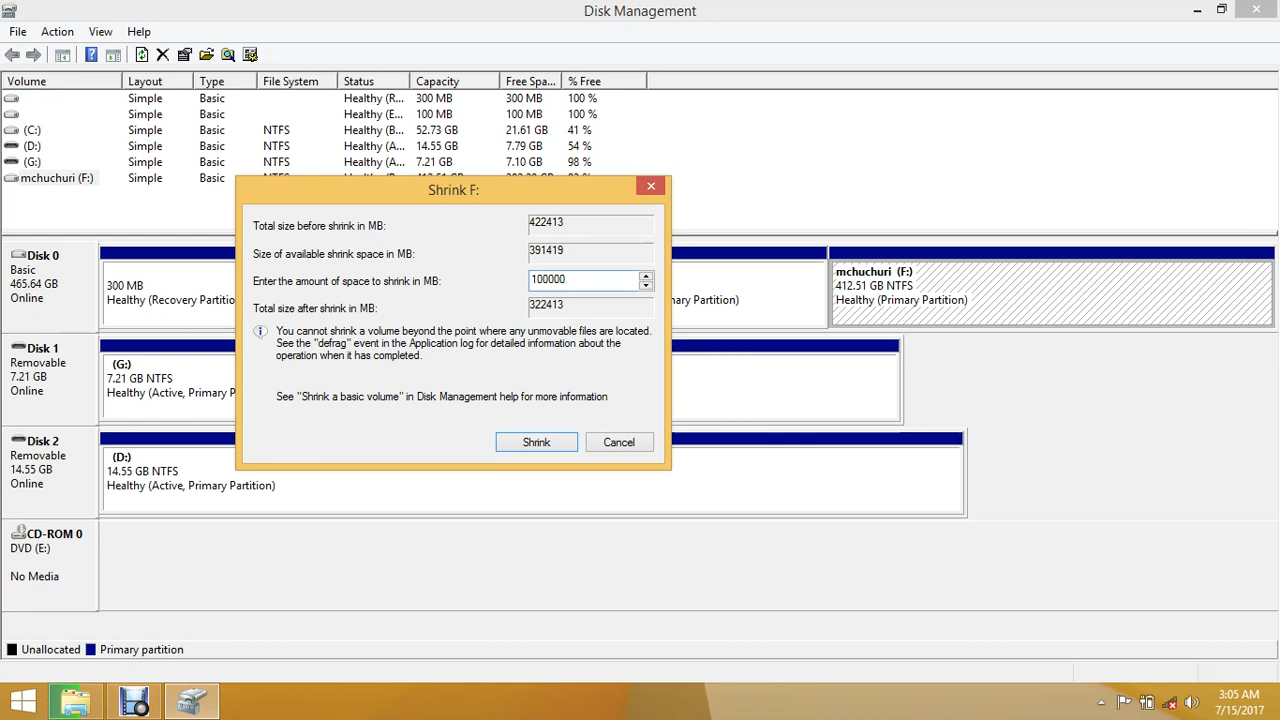 Disk Management
File Action View Help
Volume Layout Type File System Status Capacity Free Spa... % Free
Simple Basic Healthy (R... 300 MB 300 MB 100 %
Simple Basic Healthy (E... 100 MB 100 MB 100 %
(C:) Simple Basic NTFS Healthy (B... 52.73 GB 21.61 GB 41 %
(D:) Simple Basic NTFS Healthy (A... 14.55 GB 7.79 GB 54 %
(G:) Simple Basic NTFS Healthy (A... 7.21 GB 7.10 GB 98 %
mchuchuri (F:) Simple Basic
Shrink F:
Total size before shrink in MB: 422413
Size of available shrink space in MB: 391419
Enter the amount of space to shrink in MB: 100000
Total size after shrink in MB: 322413
You cannot shrink a volume beyond the point where any unmovable files are located.
See the "defrag" event in the Application log for detailed information about the
operation when it has completed.
See "Shrink a basic volume" in Disk Management help for more information
Shrink Cancel
Disk 0
Basic
465.64 GB
Online
300 MB
Healthy (Recovery Partitio
ary Partition)
mchuchuri (F:)
412.51 GB NTFS
Healthy (Primary Partition)
Disk 1
Removable
7.21 GB
Online
(G:)
7.21 GB NTFS
Healthy (Active, Primary P
Disk 2
Removable
14.55 GB
Online
(D:)
14.55 GB NTFS
Healthy (Active, Primary Partition)
CD-ROM 0
DVD (E:)
No Media
Unallocated Primary partition
3:05 AM
7/15/2017